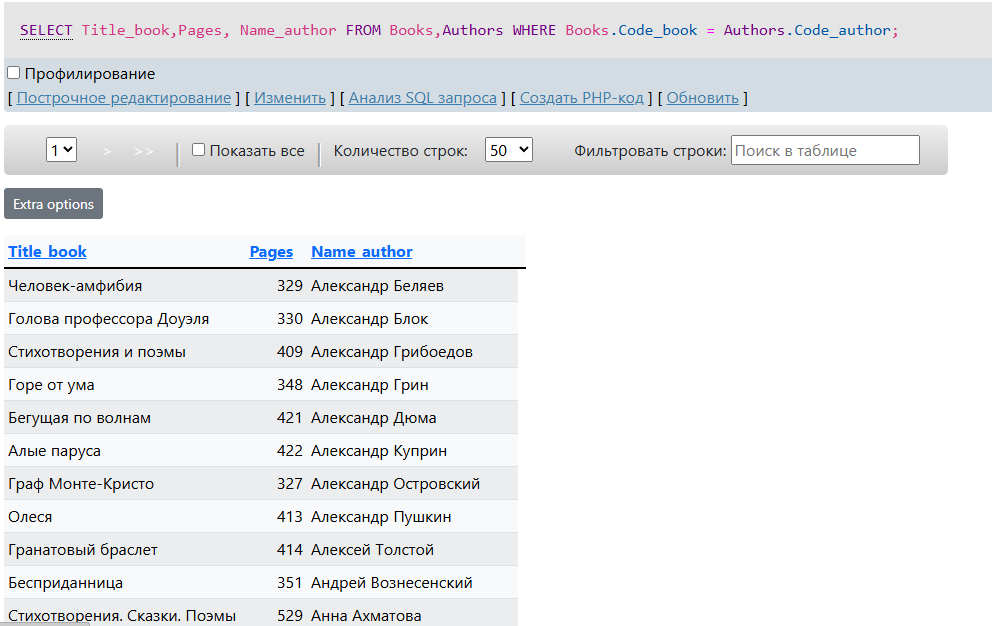 SELECT Title_book,Pages, Name_author FROM Books,Authors WHERE Books.Code_book = Authors.Code_author;
Профилирование
[ Построчное редактирование ] [ Изменить ] [ Анализ SQL запроса ] [ Создать PHP-код ] [ Обновить ]
1 > >> Показать все Количество строк: 50 Фильтровать строки: Поиск в таблице
Extra options
Title_book Pages Name_author
Человек-амфибия 329 Александр Беляев
Голова профессора Доуэля 330 Александр Блок
Стихотворения и поэмы 409 Александр Грибоедов
Горе от ума 348 Александр Грин
Бегущая по волнам 421 Александр Дюма
Алые паруса 422 Александр Куприн
Граф Монте-Кристо 327 Александр Островский
Олеся 413 Александр Пушкин
Гранатовый браслет 414 Алексей Толстой
Бесприданница 351 Андрей Вознесенский
Стихотворения. Сказки. Поэмы 529 Анна Ахматова